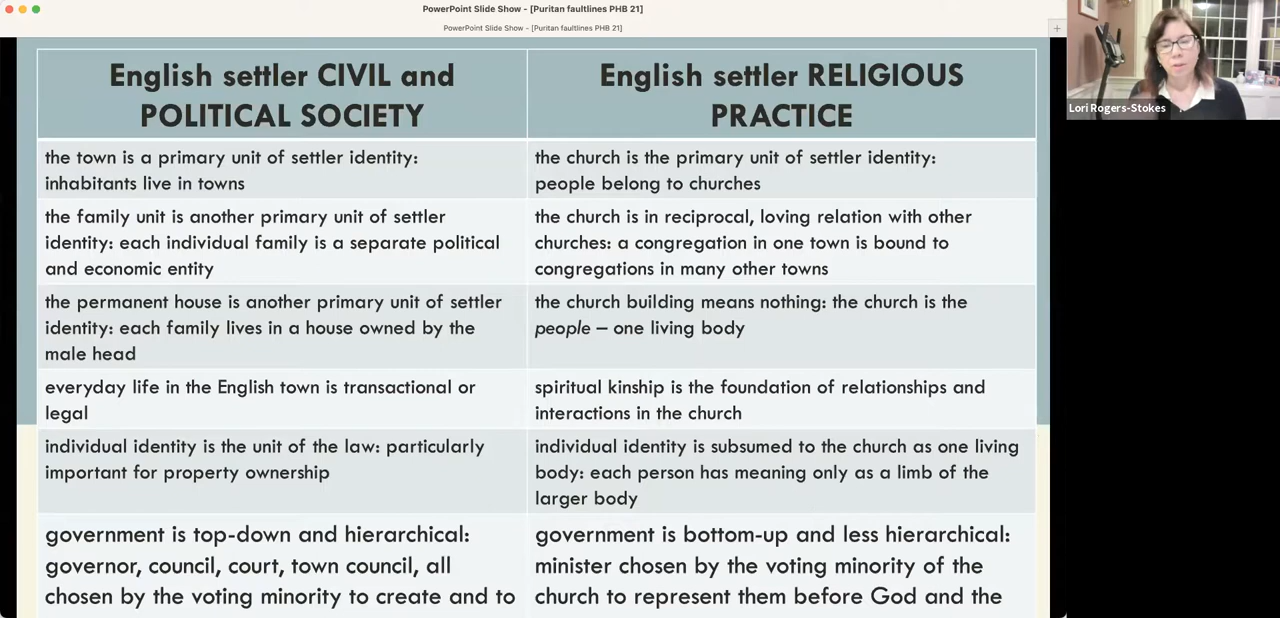 PowerPoint Slide Show - [Puritan faultlines PHB 21]
PowerPoint Slide Show - [Puritan faultlines PHB 21]
Lori Rogers-Stokes
English settler CIVIL and
POLITICAL SOCIETY
English settler RELIGIOUS
PRACTICE
the town is a primary unit of settler identity:
inhabitants live in towns
the church is the primary unit of settler identity:
people belong to churches
the family unit is another primary unit of settler
identity: each individual family is a separate political
and economic entity
the church is in reciprocal, loving relation with other
churches: a congregation in one town is bound to
congregations in many other towns
the permanent house is another primary unit of settler
identity: each family lives in a house owned by the
male head
the church building means nothing: the church is the
people – one living body
everyday life in the English town is transactional or
legal
spiritual kinship is the foundation of relationships and
interactions in the church
individual identity is the unit of the law: particularly
important for property ownership
individual identity is subsumed to the church as one living
body: each person has meaning only as a limb of the
larger body
government is top-down and hierarchical:
governor, council, court, town council, all
chosen by the voting minority to create and to
government is bottom-up and less hierarchical:
minister chosen by the voting minority of the
church to represent them before God and the